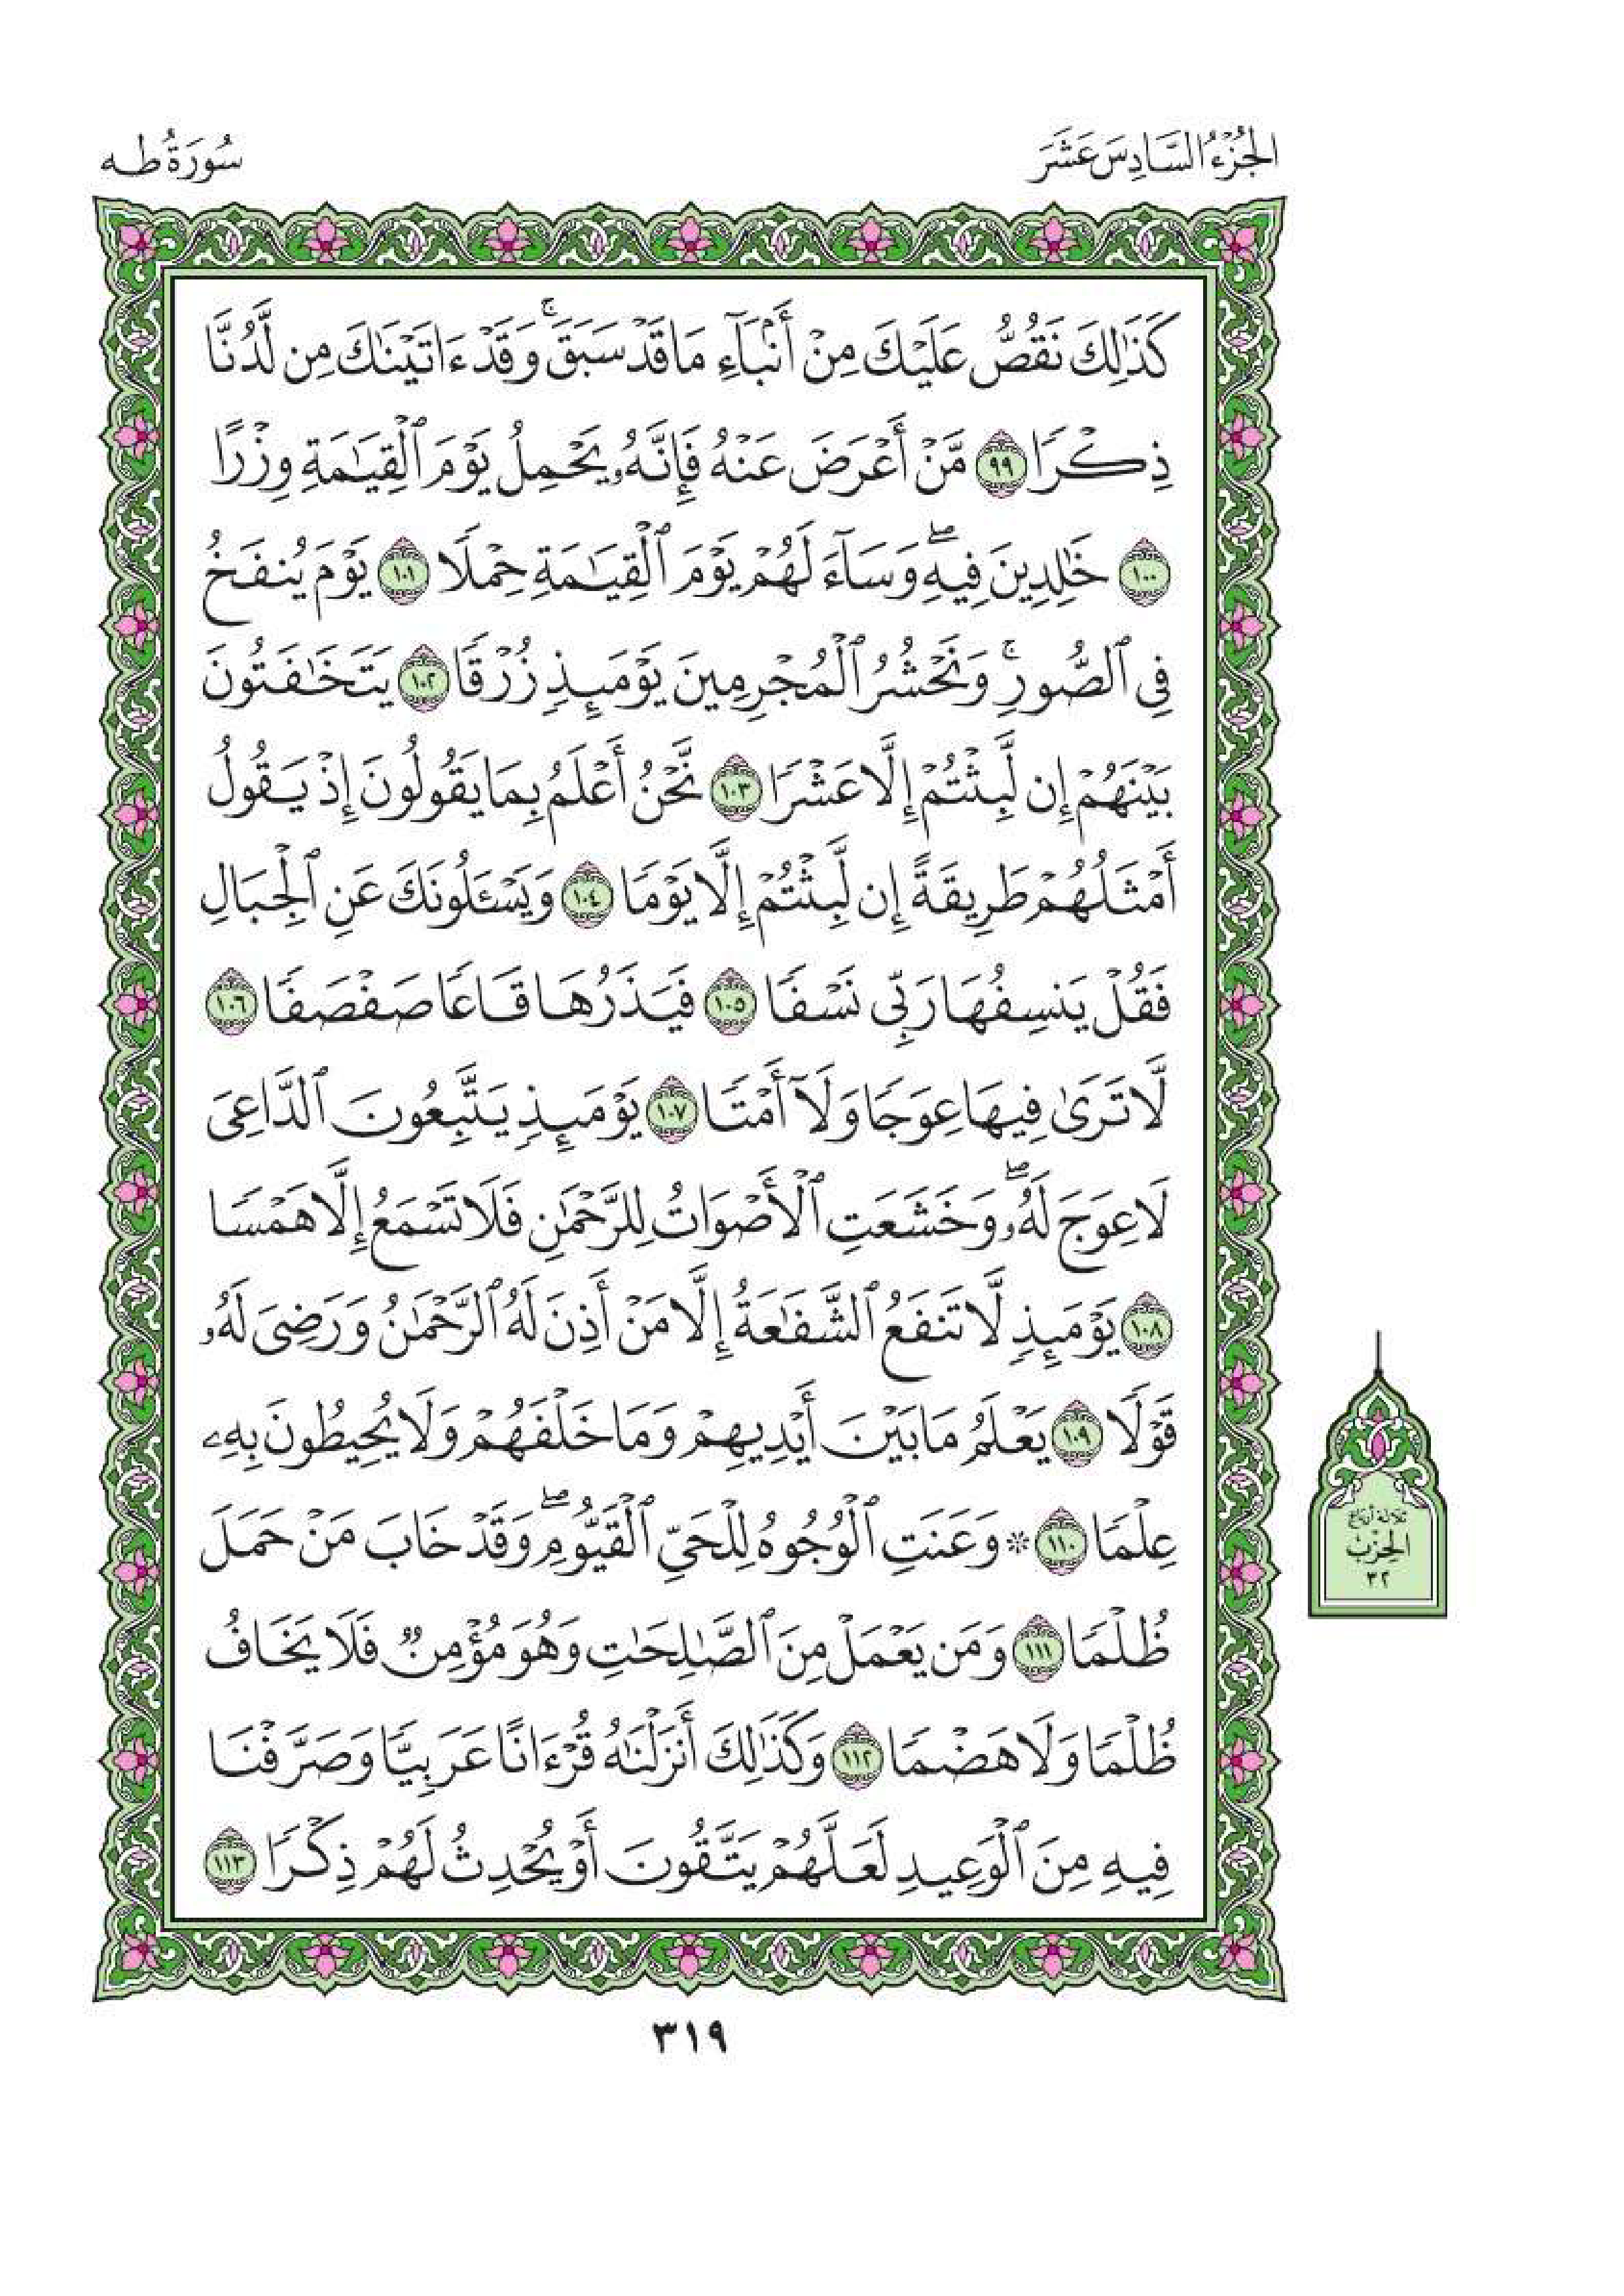 الجُزْءُ السَّادِسَ عَشَرَ
سُورَةُ طه
كَذَٰلِكَ نَقُصُّ عَلَيْكَ مِنْ أَنۢبَآءِ مَا قَدْ سَبَقَۚ وَقَدْ ءَاتَيْنَٰكَ مِن لَّدُنَّا
ذِكْرًا ٩٩ مَّنْ أَعْرَضَ عَنْهُ فَإِنَّهُۥ يَحْمِلُ يَوْمَ ٱلْقِيَٰمَةِ وِزْرًا
١٠٠ خَٰلِدِينَ فِيهِۖ وَسَآءَ لَهُمْ يَوْمَ ٱلْقِيَٰمَةِ حِمْلًا ١٠١ يَوْمَ يُنفَخُ
فِى ٱلصُّورِۚ وَنَحْشُرُ ٱلْمُجْرِمِينَ يَوْمَئِذٍ زُرْقًا ١٠٢ يَتَخَٰفَتُونَ
بَيْنَهُمْ إِن لَّبِثْتُمْ إِلَّا عَشْرًا ١٠٣ نَّحْنُ أَعْلَمُ بِمَا يَقُولُونَ إِذْ يَقُولُ
أَمْثَلُهُمْ طَرِيقَةً إِن لَّبِثْتُمْ إِلَّا يَوْمًا ١٠٤ وَيَسْـَٔلُونَكَ عَنِ ٱلْجِبَالِ
فَقُلْ يَنسِفُهَا رَبِّى نَسْفًا ١٠٥ فَيَذَرُهَا قَاعًا صَفْصَفًا ١٠٦
لَّا تَرَىٰ فِيهَا عِوَجًا وَلَآ أَمْتًا ١٠٧ يَوْمَئِذٍ يَتَّبِعُونَ ٱلدَّاعِىَ
لَا عِوَجَ لَهُۥۖ وَخَشَعَتِ ٱلْأَصْوَاتُ لِلرَّحْمَٰنِ فَلَا تَسْمَعُ إِلَّا هَمْسًا
١٠٨ يَوْمَئِذٍ لَّا تَنفَعُ ٱلشَّفَٰعَةُ إِلَّا مَنْ أَذِنَ لَهُ ٱلرَّحْمَٰنُ وَرَضِىَ لَهُۥ
قَوْلًا ١٠٩ يَعْلَمُ مَا بَيْنَ أَيْدِيهِمْ وَمَا خَلْفَهُمْ وَلَا يُحِيطُونَ بِهِۦ
عِلْمًا ١١٠ ۞ وَعَنَتِ ٱلْوُجُوهُ لِلْحَىِّ ٱلْقَيُّومِۖ وَقَدْ خَابَ مَنْ حَمَلَ
ظُلْمًا ١١١ وَمَن يَعْمَلْ مِنَ ٱلصَّٰلِحَٰتِ وَهُوَ مُؤْمِنٌ فَلَا يَخَافُ
ظُلْمًا وَلَا هَضْمًا ١١٢ وَكَذَٰلِكَ أَنزَلْنَٰهُ قُرْءَانًا عَرَبِيًّا وَصَرَّفْنَا
فِيهِ مِنَ ٱلْوَعِيدِ لَعَلَّهُمْ يَتَّقُونَ أَوْ يُحْدِثُ لَهُمْ ذِكْرًا ١١٣
ثلاثة أرباع
الحِزْب
٣٢
٣١٩